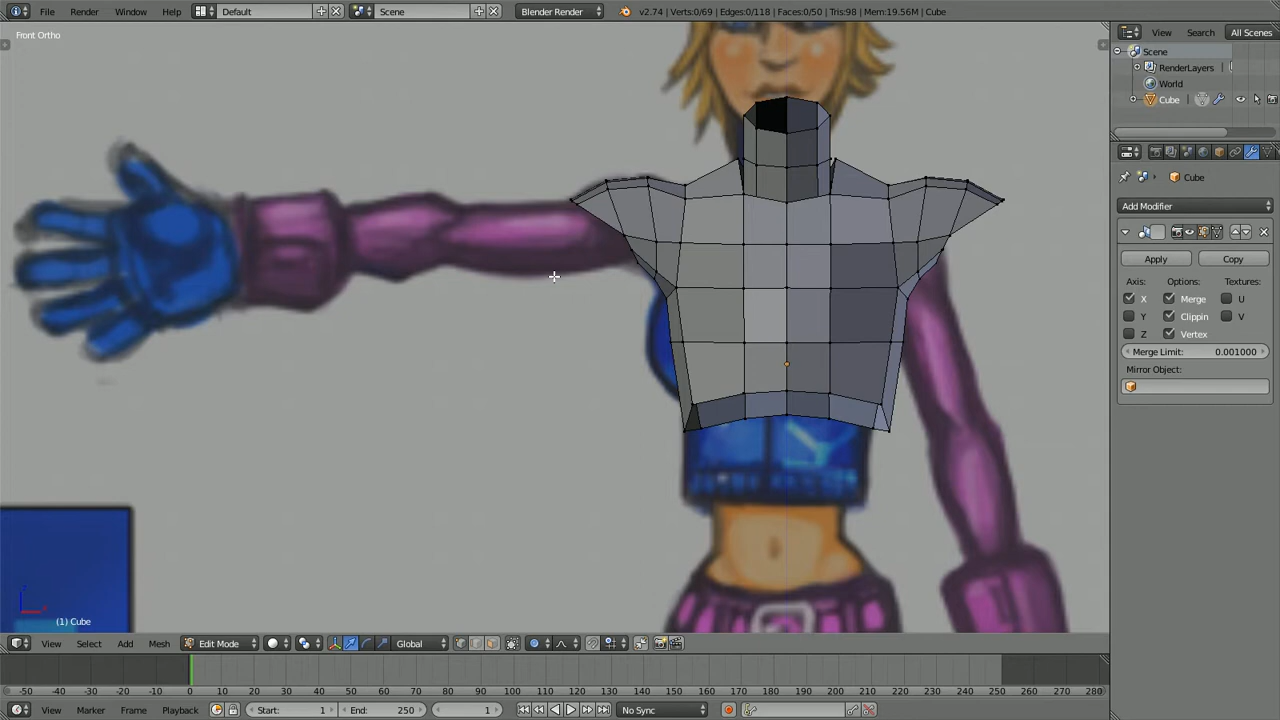 File Render Window Help Default Scene Blender Render v2.74 | Verts:0/69 | Edges:0/118 | Faces:0/50 | Tris:98 | Mem:19.56M | Cube
View Search All Scenes
Front Ortho
Scene
RenderLayers
World
Cube
Cube
Add Modifier
Apply Copy
Axis: Options: Textures:
X Merge U
Y Clippin V
Z Vertex
Merge Limit: 0.001000
Mirror Object:
(1) Cube
View Select Add Mesh Edit Mode Global
-50 -40 -30 -20 -10 0 10 20 30 40 50 60 70 80 90 100 110 120 130 140 150 160 170 180 190 200 210 220 230 240 250 260 270 280
View Marker Frame Playback Start: 1 End: 250 1 No Sync